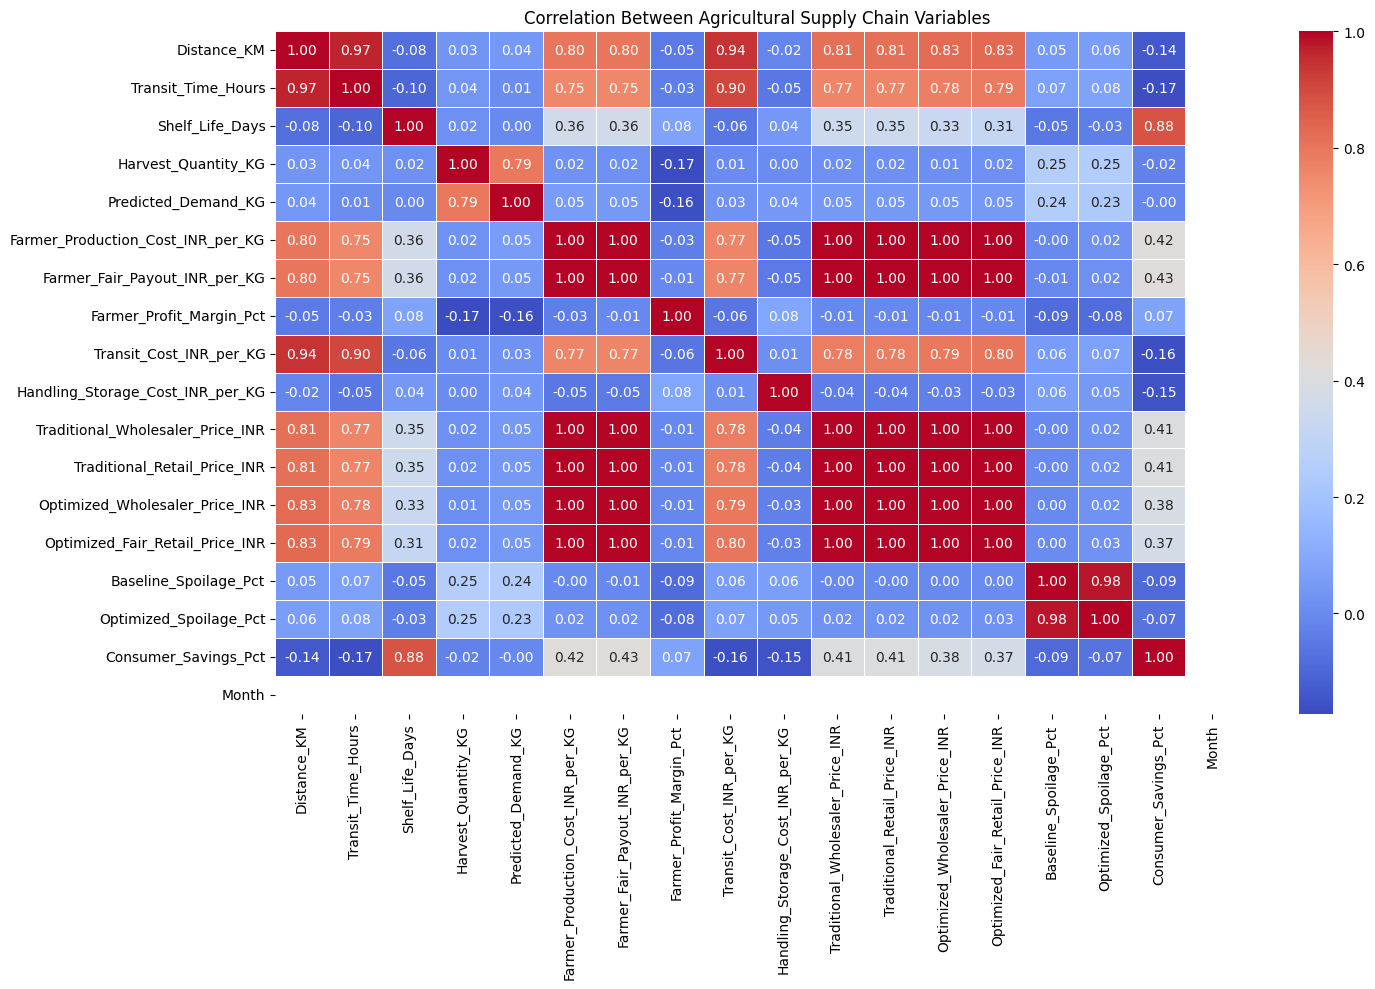 Correlation Between Agricultural Supply Chain Variables
Distance_KM 1.00 0.97 -0.08 0.03 0.04 0.80 0.80 -0.05 0.94 -0.02 0.81 0.81 0.83 0.83 0.05 0.06 -0.14
Transit_Time_Hours 0.97 1.00 -0.10 0.04 0.01 0.75 0.75 -0.03 0.90 -0.05 0.77 0.77 0.78 0.79 0.07 0.08 -0.17
Shelf_Life_Days -0.08 -0.10 1.00 0.02 0.00 0.36 0.36 0.08 -0.06 0.04 0.35 0.35 0.33 0.31 -0.05 -0.03 0.88
Harvest_Quantity_KG 0.03 0.04 0.02 1.00 0.79 0.02 0.02 -0.17 0.01 0.00 0.02 0.02 0.01 0.02 0.25 0.25 -0.02
Predicted_Demand_KG 0.04 0.01 0.00 0.79 1.00 0.05 0.05 -0.16 0.03 0.04 0.05 0.05 0.05 0.05 0.24 0.23 -0.00
Farmer_Production_Cost_INR_per_KG 0.80 0.75 0.36 0.02 0.05 1.00 1.00 -0.03 0.77 -0.05 1.00 1.00 1.00 1.00 -0.00 0.02 0.42
Farmer_Fair_Payout_INR_per_KG 0.80 0.75 0.36 0.02 0.05 1.00 1.00 -0.01 0.77 -0.05 1.00 1.00 1.00 1.00 -0.01 0.02 0.43
Farmer_Profit_Margin_Pct -0.05 -0.03 0.08 -0.17 -0.16 -0.03 -0.01 1.00 -0.06 0.08 -0.01 -0.01 -0.01 -0.01 -0.09 -0.08 0.07
Transit_Cost_INR_per_KG 0.94 0.90 -0.06 0.01 0.03 0.77 0.77 -0.06 1.00 0.01 0.78 0.78 0.79 0.80 0.06 0.07 -0.16
Handling_Storage_Cost_INR_per_KG -0.02 -0.05 0.04 0.00 0.04 -0.05 -0.05 0.08 0.01 1.00 -0.04 -0.04 -0.03 -0.03 0.06 0.05 -0.15
Traditional_Wholesaler_Price_INR 0.81 0.77 0.35 0.02 0.05 1.00 1.00 -0.01 0.78 -0.04 1.00 1.00 1.00 1.00 -0.00 0.02 0.41
Traditional_Retail_Price_INR 0.81 0.77 0.35 0.02 0.05 1.00 1.00 -0.01 0.78 -0.04 1.00 1.00 1.00 1.00 -0.00 0.02 0.41
Optimized_Wholesaler_Price_INR 0.83 0.78 0.33 0.01 0.05 1.00 1.00 -0.01 0.79 -0.03 1.00 1.00 1.00 1.00 0.00 0.02 0.38
Optimized_Fair_Retail_Price_INR 0.83 0.79 0.31 0.02 0.05 1.00 1.00 -0.01 0.80 -0.03 1.00 1.00 1.00 1.00 0.00 0.03 0.37
Baseline_Spoilage_Pct 0.05 0.07 -0.05 0.25 0.24 -0.00 -0.01 -0.09 0.06 0.06 -0.00 -0.00 0.00 0.00 1.00 0.98 -0.09
Optimized_Spoilage_Pct 0.06 0.08 -0.03 0.25 0.23 0.02 0.02 -0.08 0.07 0.05 0.02 0.02 0.02 0.03 0.98 1.00 -0.07
Consumer_Savings_Pct -0.14 -0.17 0.88 -0.02 -0.00 0.42 0.43 0.07 -0.16 -0.15 0.41 0.41 0.38 0.37 -0.09 -0.07 1.00
Month
Distance_KM
Transit_Time_Hours
Shelf_Life_Days
Harvest_Quantity_KG
Predicted_Demand_KG
Farmer_Production_Cost_INR_per_KG
Farmer_Fair_Payout_INR_per_KG
Farmer_Profit_Margin_Pct
Transit_Cost_INR_per_KG
Handling_Storage_Cost_INR_per_KG
Traditional_Wholesaler_Price_INR
Traditional_Retail_Price_INR
Optimized_Wholesaler_Price_INR
Optimized_Fair_Retail_Price_INR
Baseline_Spoilage_Pct
Optimized_Spoilage_Pct
Consumer_Savings_Pct
Month
1.0
0.8
0.6
0.4
0.2
0.0